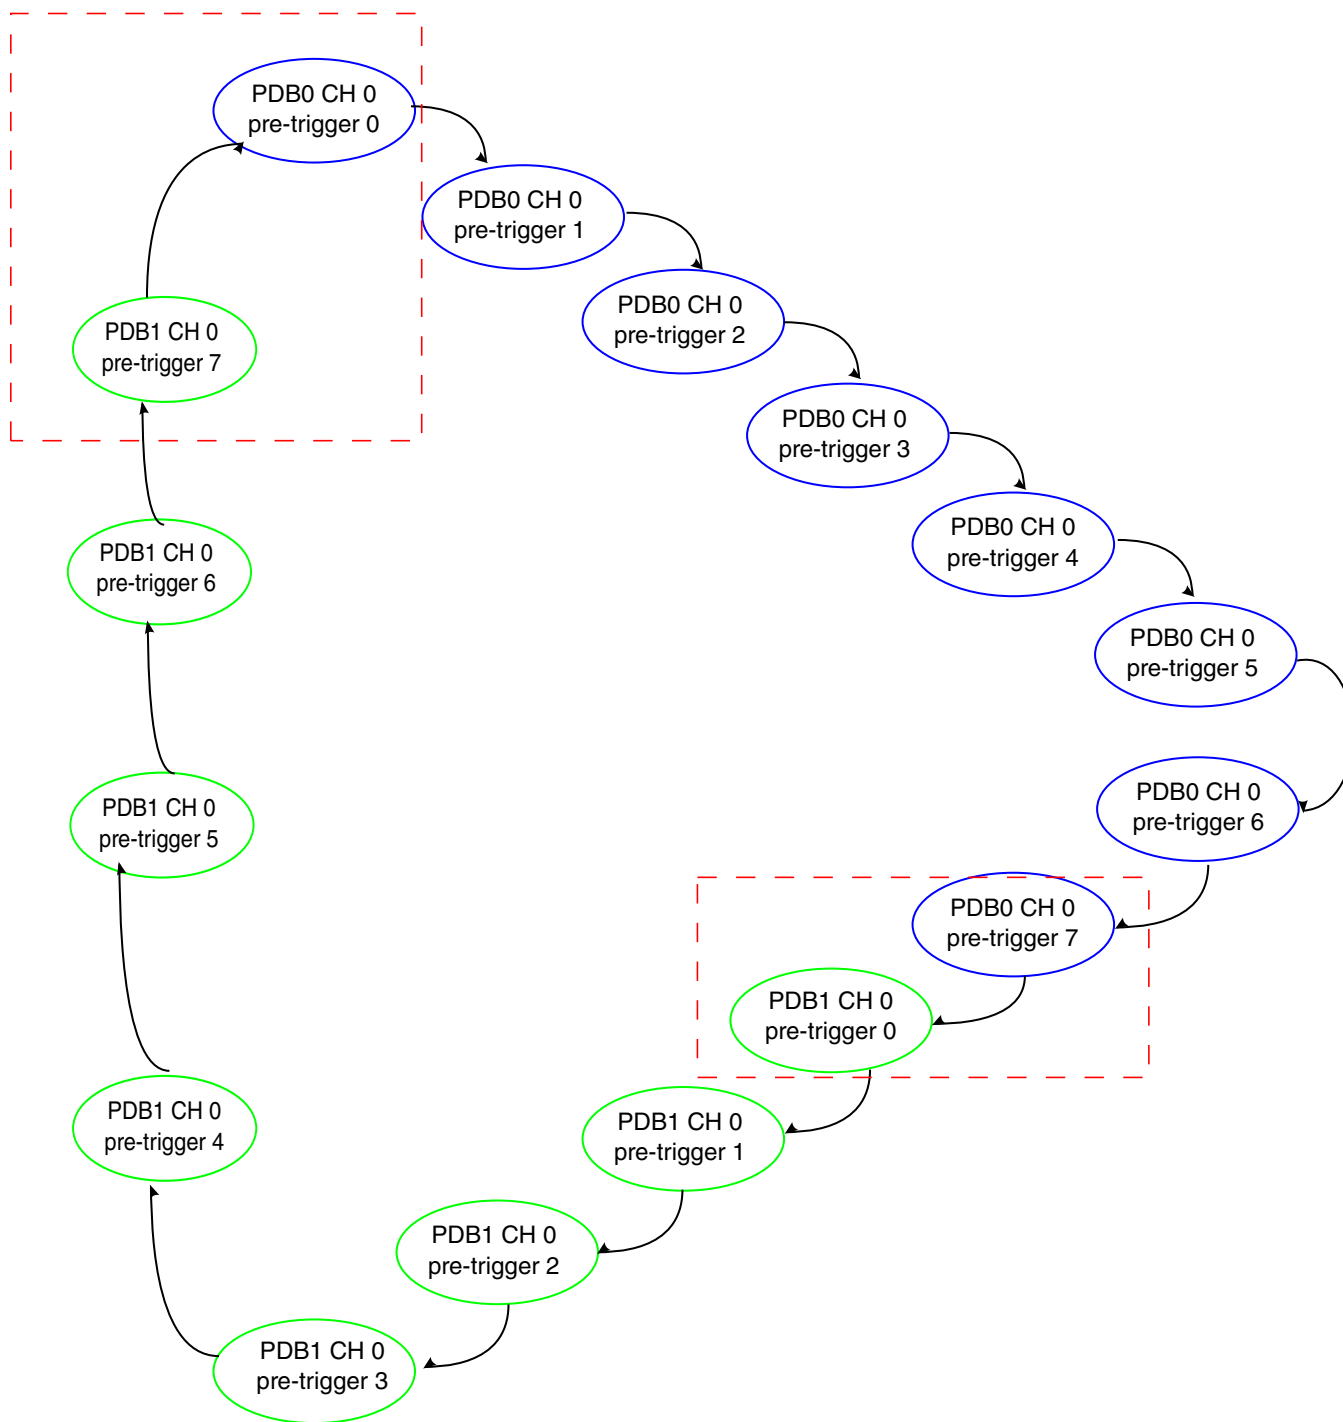 PDB0 CH 0
pre-trigger 0
PDB0 CH 0
pre-trigger 1
PDB0 CH 0
pre-trigger 2
PDB0 CH 0
pre-trigger 3
PDB0 CH 0
pre-trigger 4
PDB0 CH 0
pre-trigger 5
PDB0 CH 0
pre-trigger 6
PDB0 CH 0
pre-trigger 7
PDB1 CH 0
pre-trigger 0
PDB1 CH 0
pre-trigger 1
PDB1 CH 0
pre-trigger 2
PDB1 CH 0
pre-trigger 3
PDB1 CH 0
pre-trigger 4
PDB1 CH 0
pre-trigger 5
PDB1 CH 0
pre-trigger 6
PDB1 CH 0
pre-trigger 7